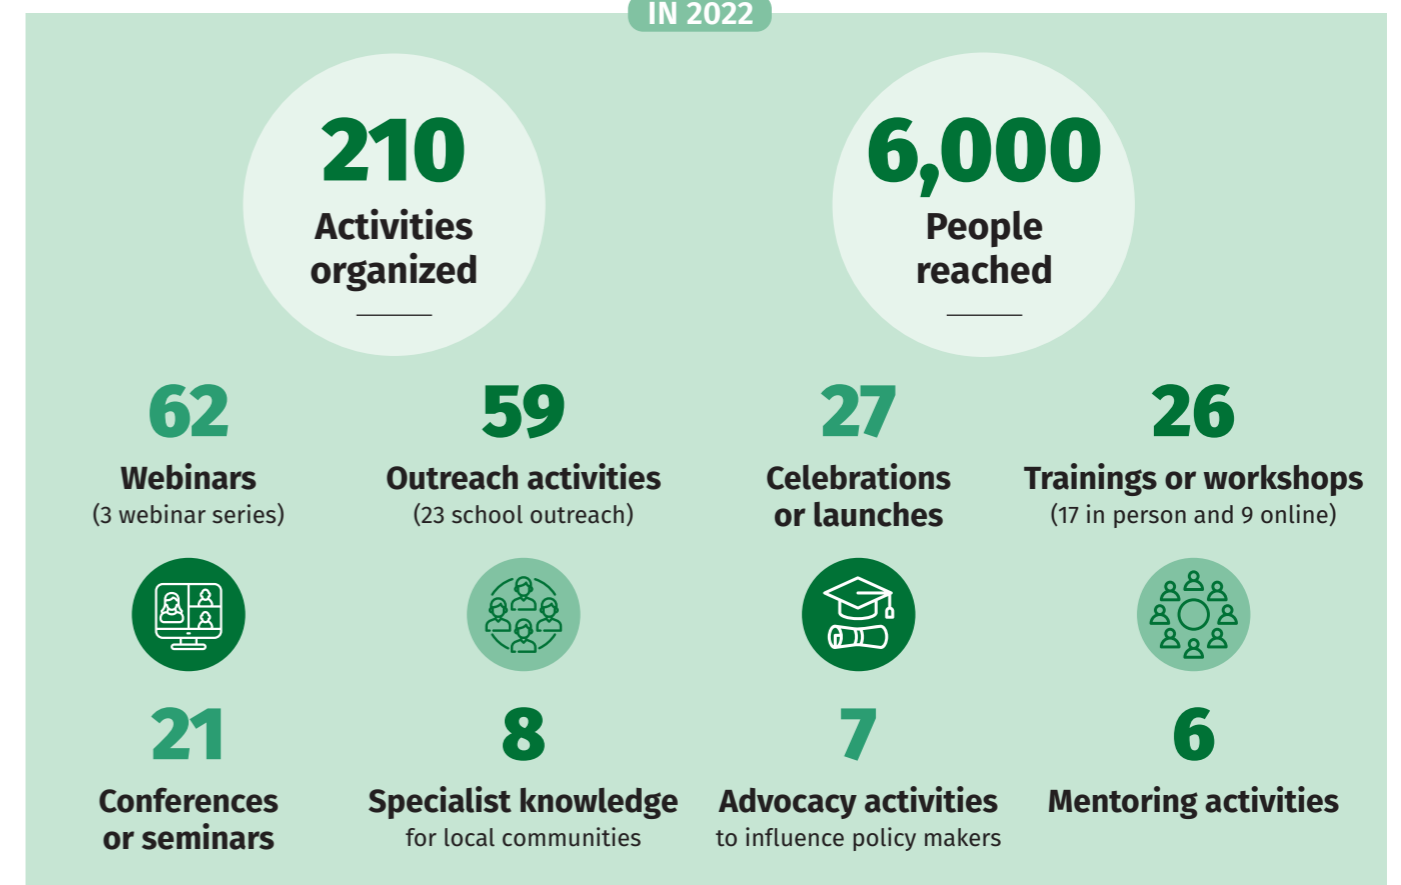 IN 2022
210
Activities
organized
6,000
People
reached
62
Webinars
(3 webinar series)
59
Outreach activities
(23 school outreach)
27
Celebrations
or launches
26
Trainings or workshops
(17 in person and 9 online)
21
Conferences
or seminars
8
Specialist knowledge
for local communities
7
Advocacy activities
to influence policy makers
6
Mentoring activities